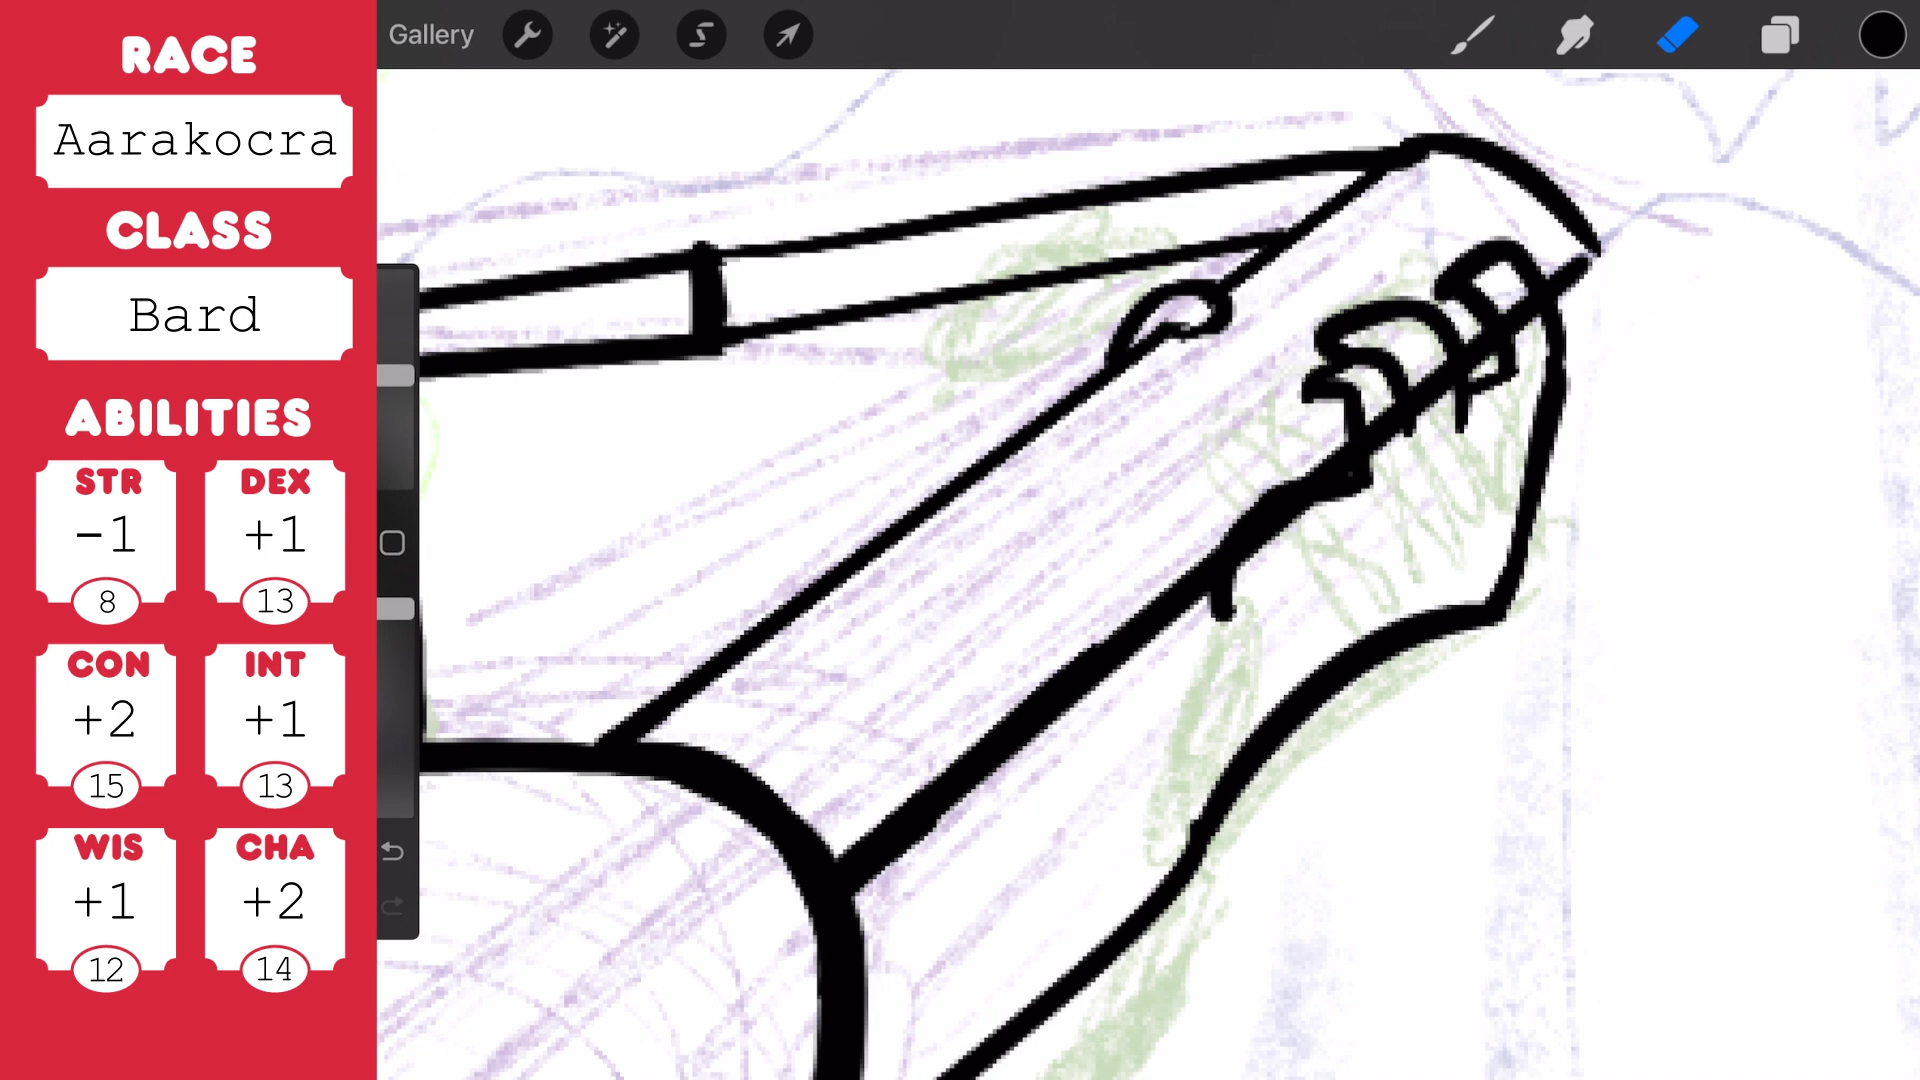 RACE
Aarakocra
CLASS
Bard
ABILITIES
STR DEX
-1 +1
8 13
CON INT
+2 +1
15 13
WIS CHA
+1 +2
12 14
Gallery